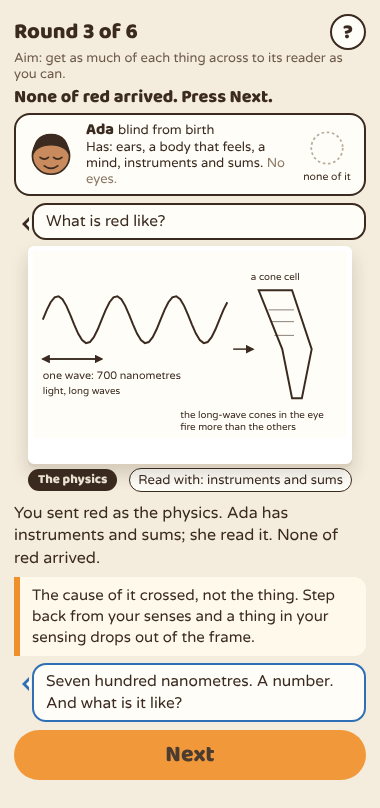 Round 3 of 6
?
Aim: get as much of each thing across to its reader as
you can.
None of red arrived. Press Next.
Ada blind from birth
Has: ears, a body that feels, a
mind, instruments and sums. No
eyes.
none of it
What is red like?
a cone cell
one wave: 700 nanometres
light, long waves
the long-wave cones in the eye
fire more than the others
The physics
Read with: instruments and sums
You sent red as the physics. Ada has
instruments and sums; she read it. None of
red arrived.
The cause of it crossed, not the thing. Step
back from your senses and a thing in your
sensing drops out of the frame.
Seven hundred nanometres. A number.
And what is it like?
Next